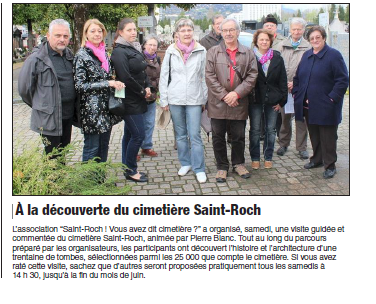 À la découverte du cimetière Saint-Roch
L'association "Saint-Roch ! Vous avez dit cimetière ?" a organisé, samedi, une visite guidée et
commentée du cimetière Saint-Roch, animée par Pierre Blanc. Tout au long du parcours
préparé par les organisateurs, les participants ont découvert l'histoire et l'architecture d'une
trentaine de tombes, sélectionnées parmi les 25 000 que compte le cimetière. Si vous avez
raté cette visite, sachez que d'autres seront proposées pratiquement tous les samedis à
14 h 30, jusqu'à la fin du mois de juin.